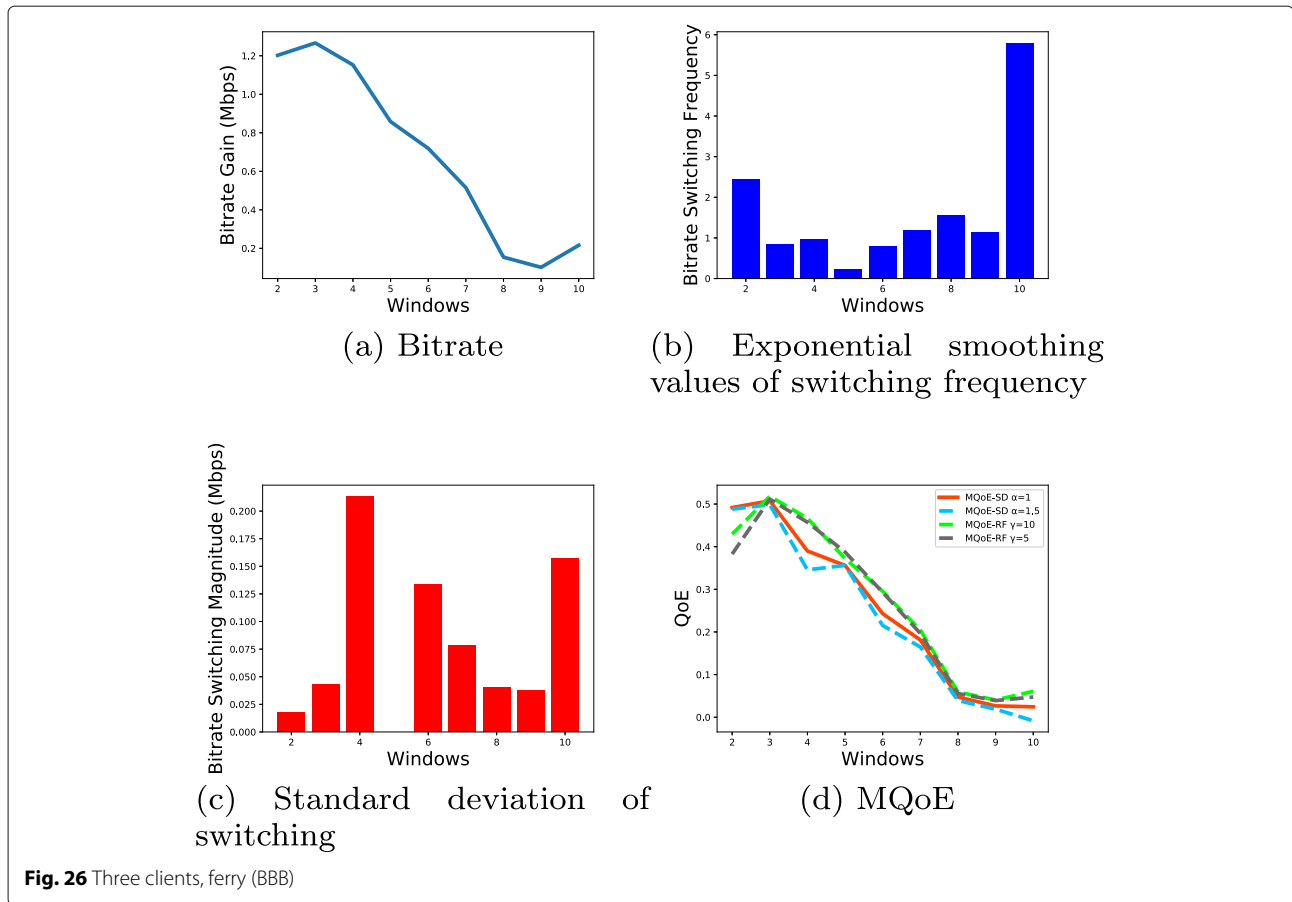 Bitrate Gain (Mbps)
1.2
1.0
0.8
0.6
0.4
0.2
2 3 4 5 6 7 8 9 10
Windows
(a) Bitrate
Bitrate Switching Frequency
6
5
4
3
2
1
0
2 4 6 8 10
Windows
(b) Exponential smoothing
values of switching frequency
Bitrate Switching Magnitude (Mbps)
0.200
0.175
0.150
0.125
0.100
0.075
0.050
0.025
0.000
2 4 6 8 10
Windows
(c) Standard deviation of
switching
QoE
0.5
0.4
0.3
0.2
0.1
0.0
MQoE-SD α=1
MQoE-SD α=1,5
MQoE-RF γ=10
MQoE-RF γ=5
2 3 4 5 6 7 8 9 10
Windows
(d) MQoE
Fig. 26 Three clients, ferry (BBB)